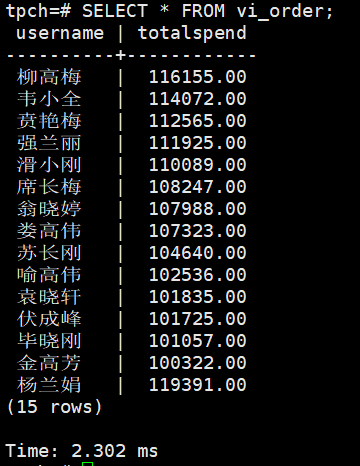 tpch=# SELECT * FROM vi_order;
 username | totalspend
----------+------------
 柳高梅   |  116155.00
 韦小全   |  114072.00
 贲艳梅   |  112565.00
 强兰丽   |  111925.00
 滑小刚   |  110089.00
 席长梅   |  108247.00
 翁晓婷   |  107988.00
 娄高伟   |  107323.00
 苏长刚   |  104640.00
 喻高伟   |  102536.00
 袁晓轩   |  101835.00
 伏成峰   |  101725.00
 毕晓刚   |  101057.00
 金高芳   |  100322.00
 杨兰娟   |  119391.00
(15 rows)
Time: 2.302 ms